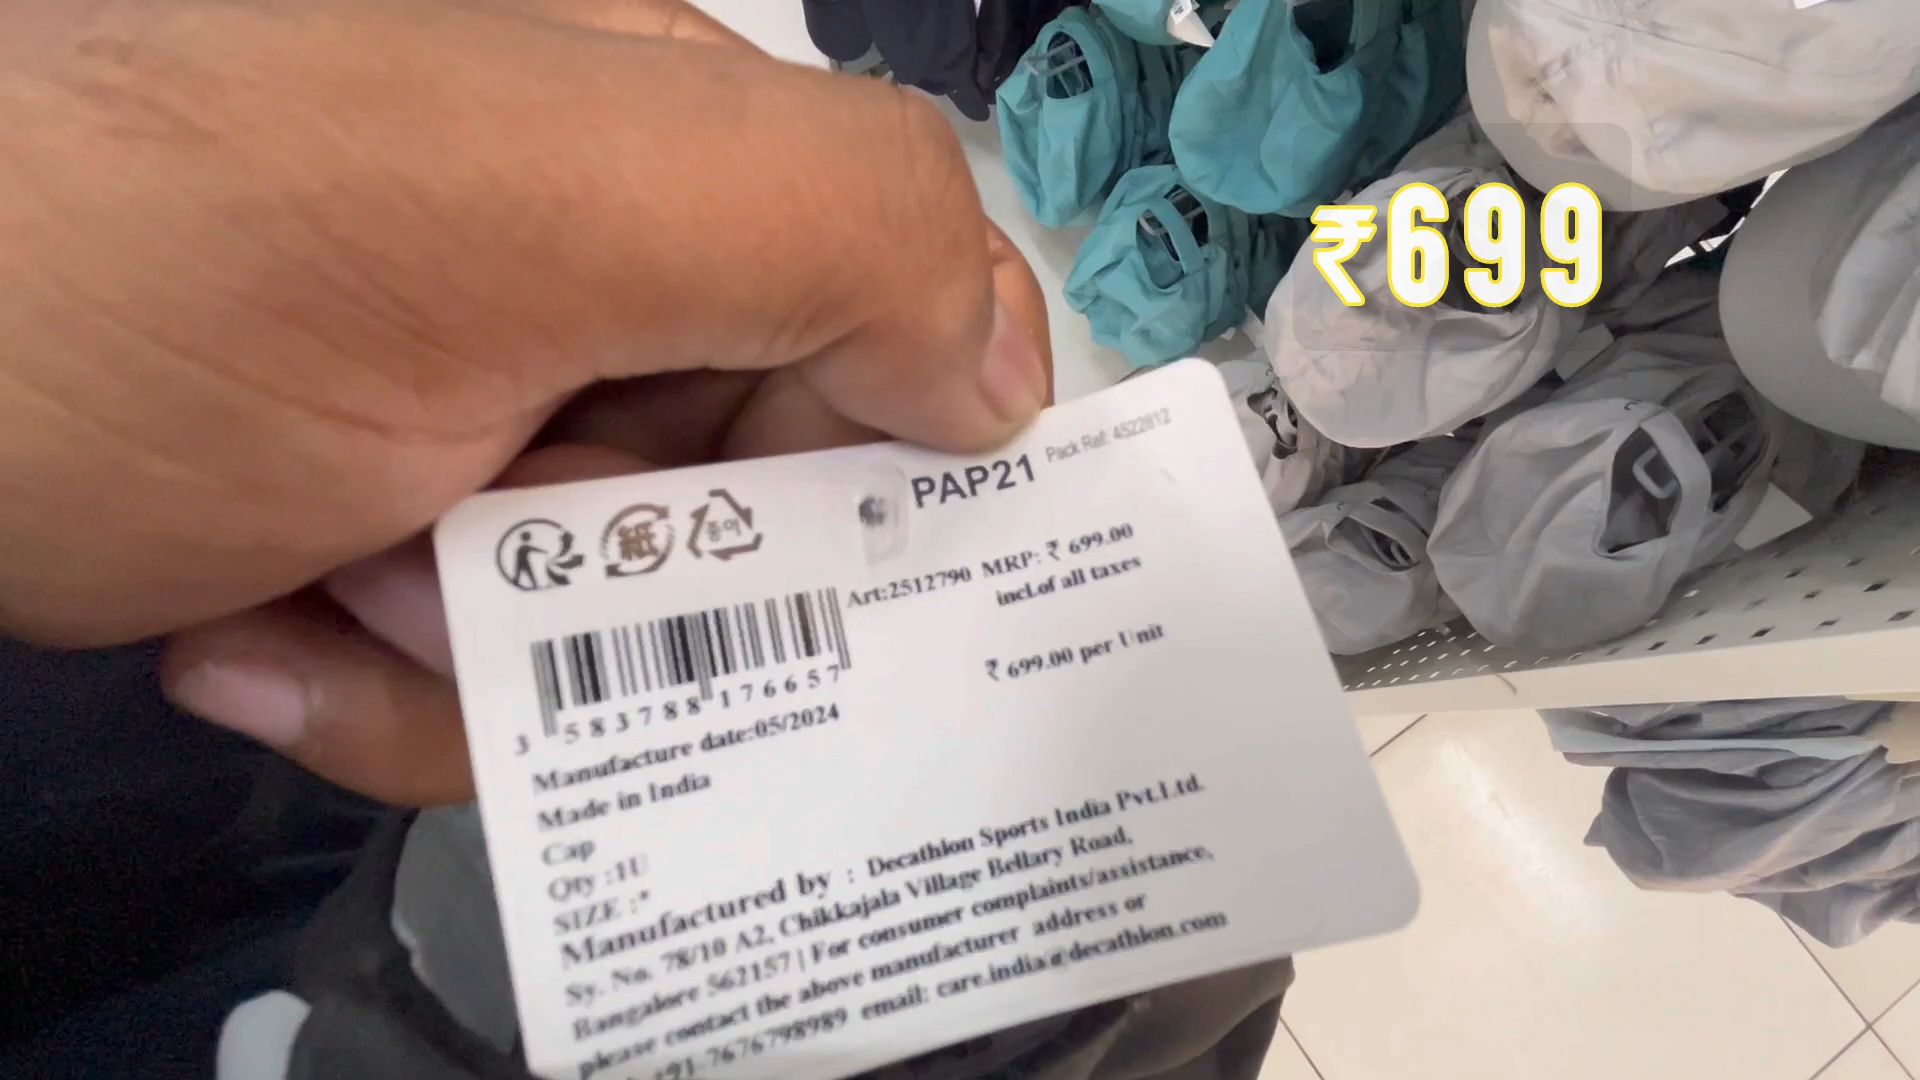 ₹699
PAP21 Pack Ref: 4522812
紙 종이
Art:2512790 MRP: ₹ 699.00
incl.of all taxes
₹ 699.00 per Unit
3 583788 176657
Manufacture date:05/2024
Made in India
Cap
Qty :1U
SIZE :*
Manufactured by : Decathlon Sports India Pvt.Ltd.
Sy. No. 78/10 A2, Chikkajala Village Bellary Road,
Bangalore 562157 | For consumer complaints/assistance,
please contact the above manufacturer address or
+91-7676798989 email: care.india@decathlon.com